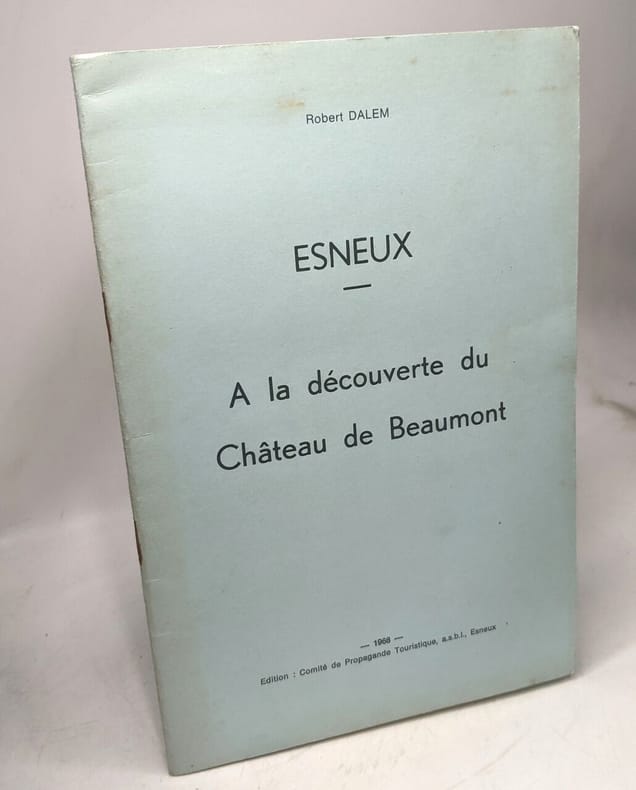 Robert DALEM
ESNEUX
—
A la découverte du
Château de Beaumont
— 1968 —
Edition : Comité de Propagande Touristique, a.s.b.l., Esneux